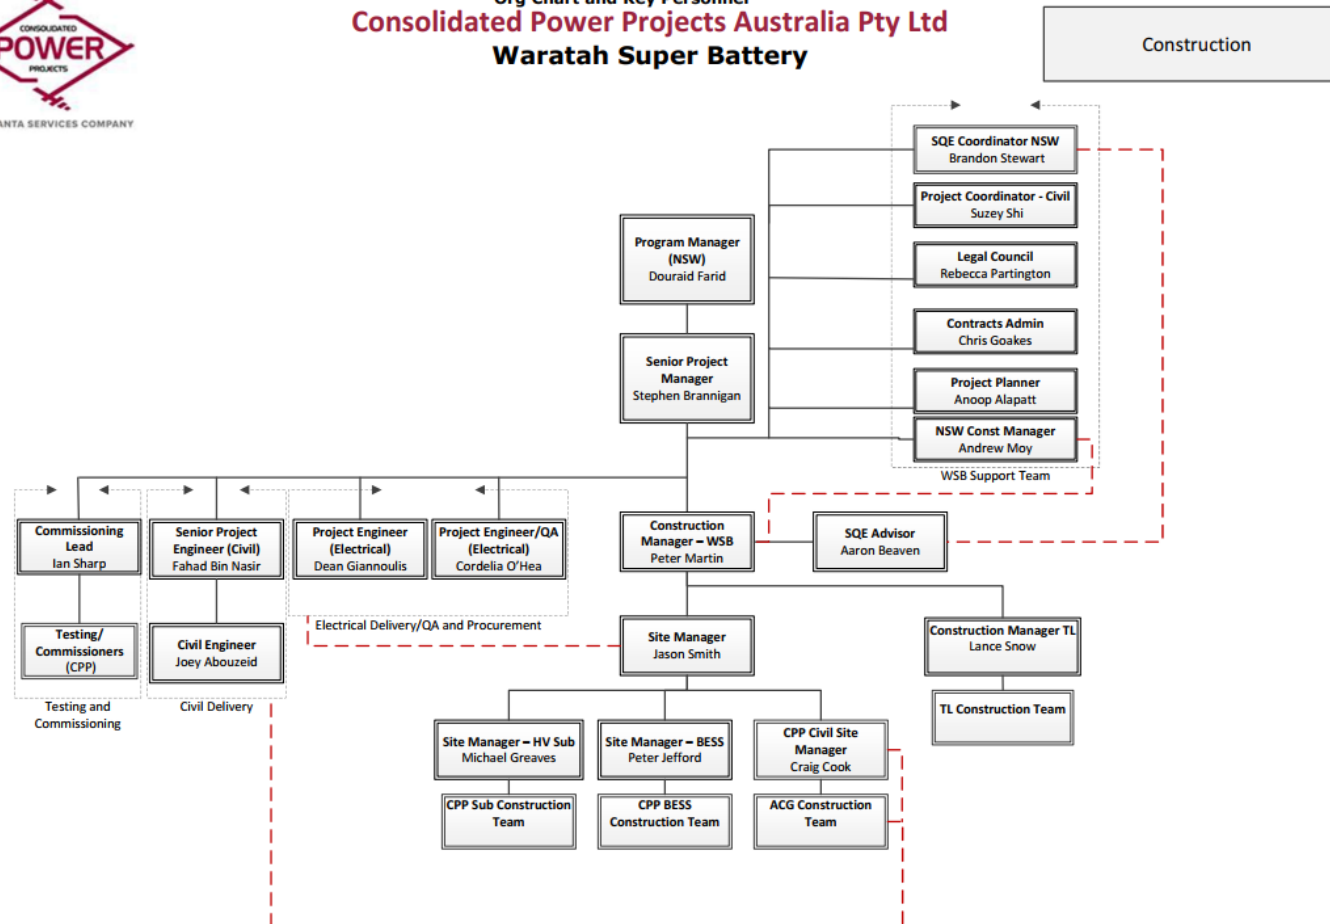 Org Chart and Key Personnel
Consolidated Power Projects Australia Pty Ltd
Waratah Super Battery
Construction
CONSOLIDATED
POWER
PROJECTS
ANTA SERVICES COMPANY
SQE Coordinator NSW
Brandon Stewart
Project Coordinator - Civil
Suzey Shi
Legal Council
Rebecca Partington
Contracts Admin
Chris Goakes
Project Planner
Anoop Alapatt
NSW Const Manager
Andrew Moy
WSB Support Team
Program Manager
(NSW)
Douraid Farid
Senior Project
Manager
Stephen Brannigan
Commissioning
Lead
Ian Sharp
Senior Project
Engineer (Civil)
Fahad Bin Nasir
Project Engineer
(Electrical)
Dean Giannoulis
Project Engineer/QA
(Electrical)
Cordelia O'Hea
Construction
Manager – WSB
Peter Martin
SQE Advisor
Aaron Beaven
Testing/
Commissioners
(CPP)
Civil Engineer
Joey Abouzeid
Electrical Delivery/QA and Procurement
Site Manager
Jason Smith
Construction Manager TL
Lance Snow
Testing and
Commissioning
Civil Delivery
TL Construction Team
Site Manager – HV Sub
Michael Greaves
Site Manager – BESS
Peter Jefford
CPP Civil Site
Manager
Craig Cook
CPP Sub Construction
Team
CPP BESS
Construction Team
ACG Construction
Team